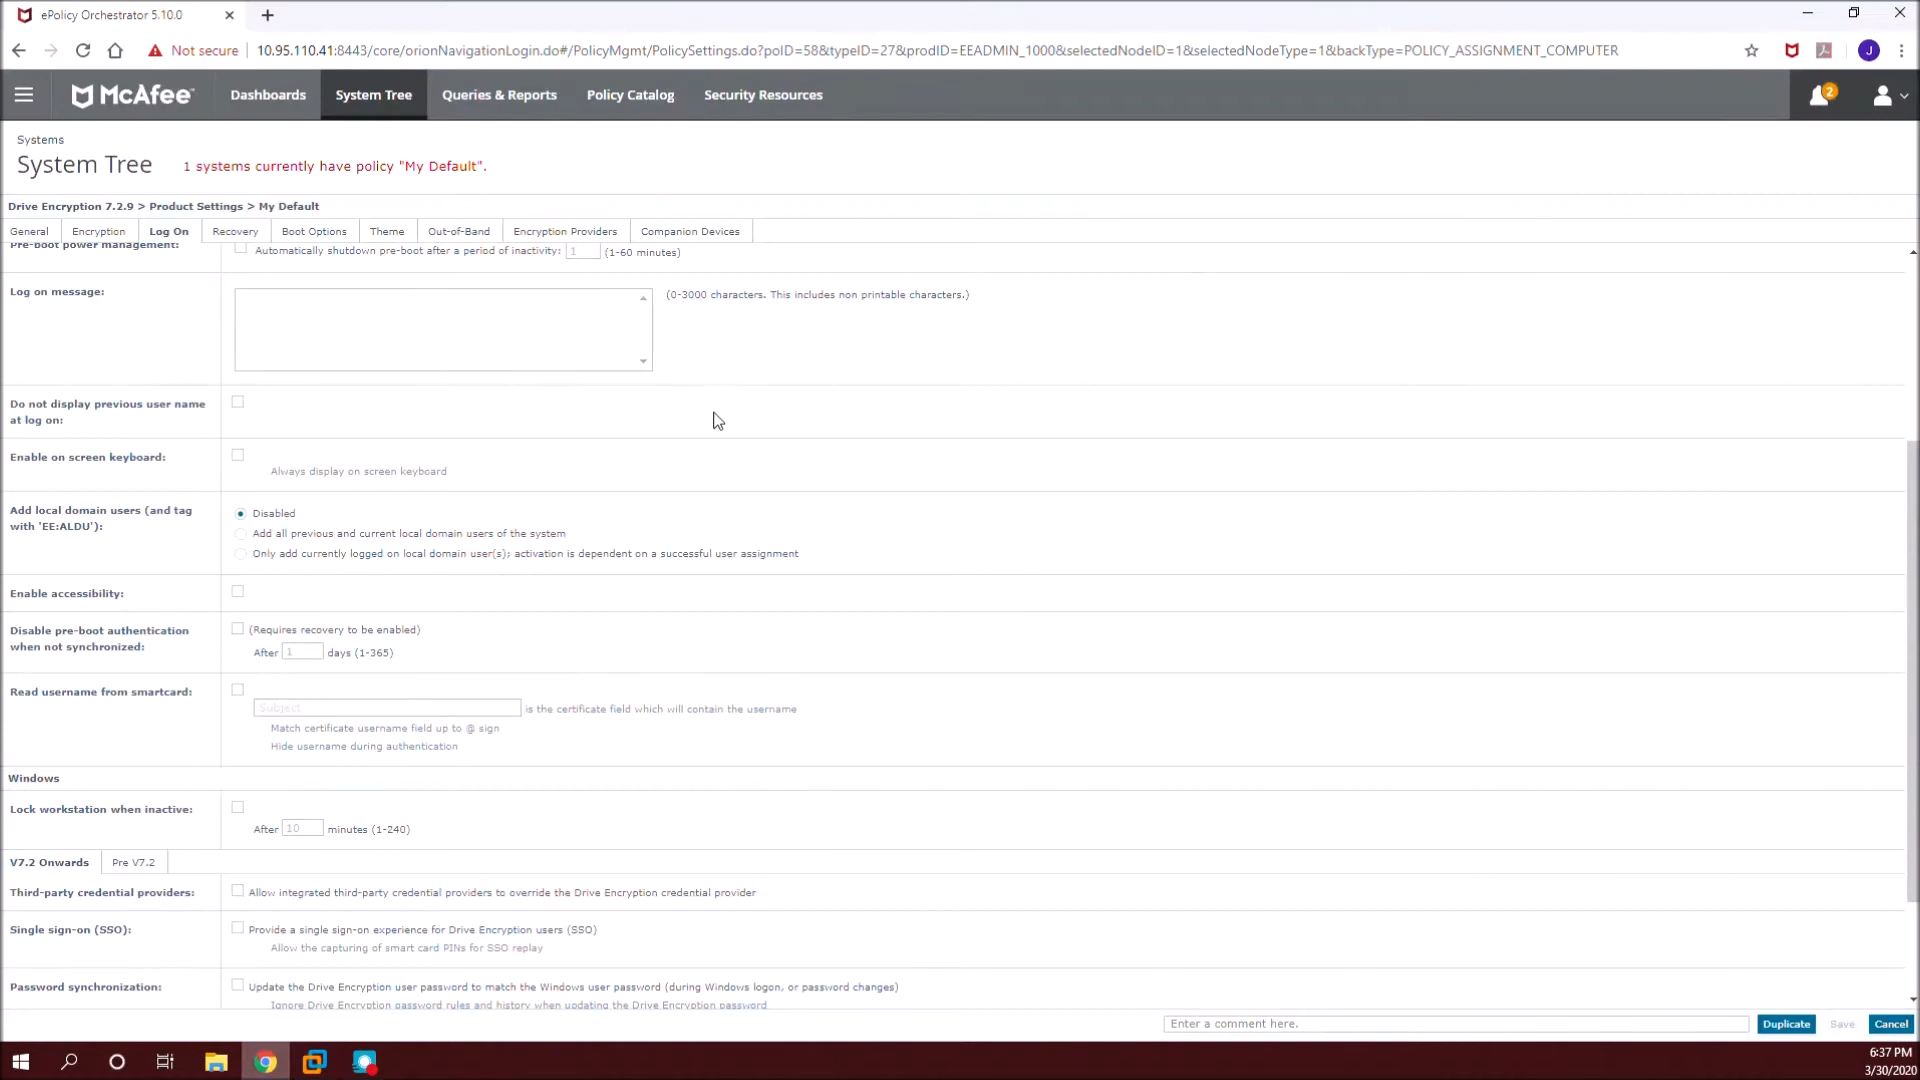 ePolicy Orchestrator 5.10.0
Not secure
10.95.110.41:8443/core/orionNavigationLogin.do#/PolicyMgmt/PolicySettings.do?polID=58&typeID=27&prodID=EEADMIN_1000&selectedNodeID=1&selectedNodeType=1&backType=POLICY_ASSIGNMENT_COMPUTER
J
McAfee
Dashboards
System Tree
Queries & Reports
Policy Catalog
Security Resources
2
Systems
System Tree
1 systems currently have policy "My Default".
Drive Encryption 7.2.9 > Product Settings > My Default
General
Encryption
Log On
Recovery
Boot Options
Theme
Out-of-Band
Encryption Providers
Companion Devices
Pre-boot power management:
Automatically shutdown pre-boot after a period of inactivity: 1 (1-60 minutes)
Log on message:
(0-3000 characters. This includes non printable characters.)
Do not display previous user name
at log on:
Enable on screen keyboard:
Always display on screen keyboard
Add local domain users (and tag
with 'EE:ALDU'):
Disabled
Add all previous and current local domain users of the system
Only add currently logged on local domain user(s); activation is dependent on a successful user assignment
Enable accessibility:
Disable pre-boot authentication
when not synchronized:
(Requires recovery to be enabled)
After 1 days (1-365)
Read username from smartcard:
Subject is the certificate field which will contain the username
Match certificate username field up to @ sign
Hide username during authentication
Windows
Lock workstation when inactive:
After 10 minutes (1-240)
V7.2 Onwards
Pre V7.2
Third-party credential providers:
Allow integrated third-party credential providers to override the Drive Encryption credential provider
Single sign-on (SSO):
Provide a single sign-on experience for Drive Encryption users (SSO)
Allow the capturing of smart card PINs for SSO replay
Password synchronization:
Update the Drive Encryption user password to match the Windows user password (during Windows logon, or password changes)
Ignore Drive Encryption password rules and history when updating the Drive Encryption password
Enter a comment here.
Duplicate
Save
Cancel
6:37 PM
3/30/2020